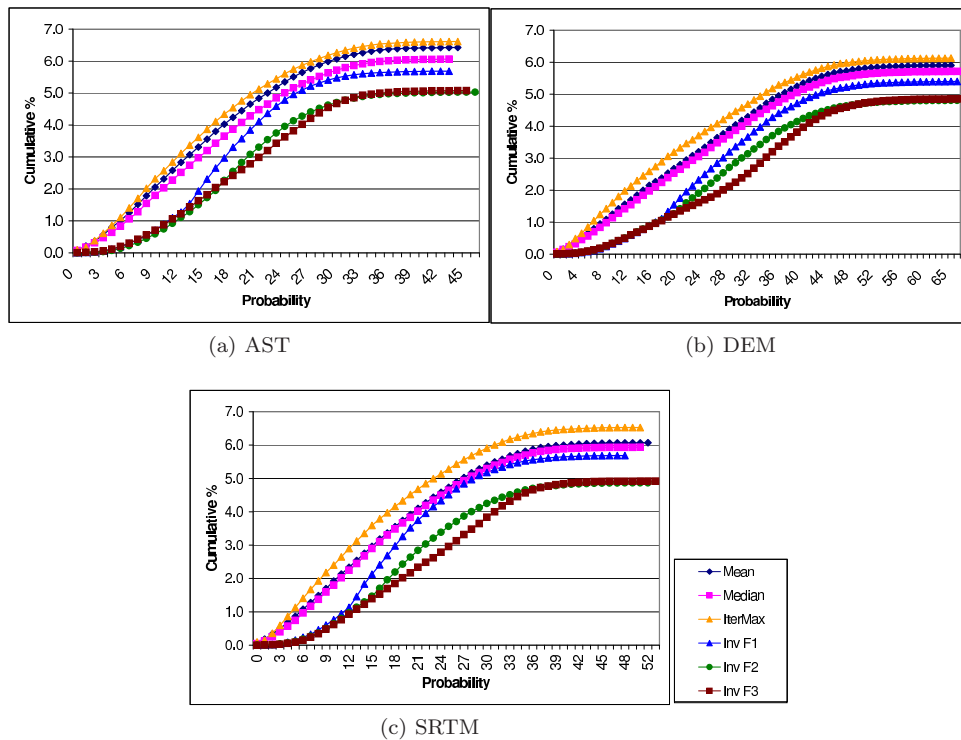 7.0
6.0
5.0
4.0
3.0
2.0
1.0
0.0
Cumulative %
0 3 6 9 12 15 18 21 24 27 30 33 36 39 42 45
Probability
(a) AST
7.0
6.0
5.0
4.0
3.0
2.0
1.0
0.0
Cumulative %
0 4 8 12 16 20 24 28 32 36 40 44 48 52 56 60 65
Probability
(b) DEM
7.0
6.0
5.0
4.0
3.0
2.0
1.0
0.0
Cumulative %
0 3 6 9 12 15 18 21 24 27 30 33 36 39 42 45 48 52
Probability
(c) SRTM
Mean
Median
IterMax
Inv F1
Inv F2
Inv F3